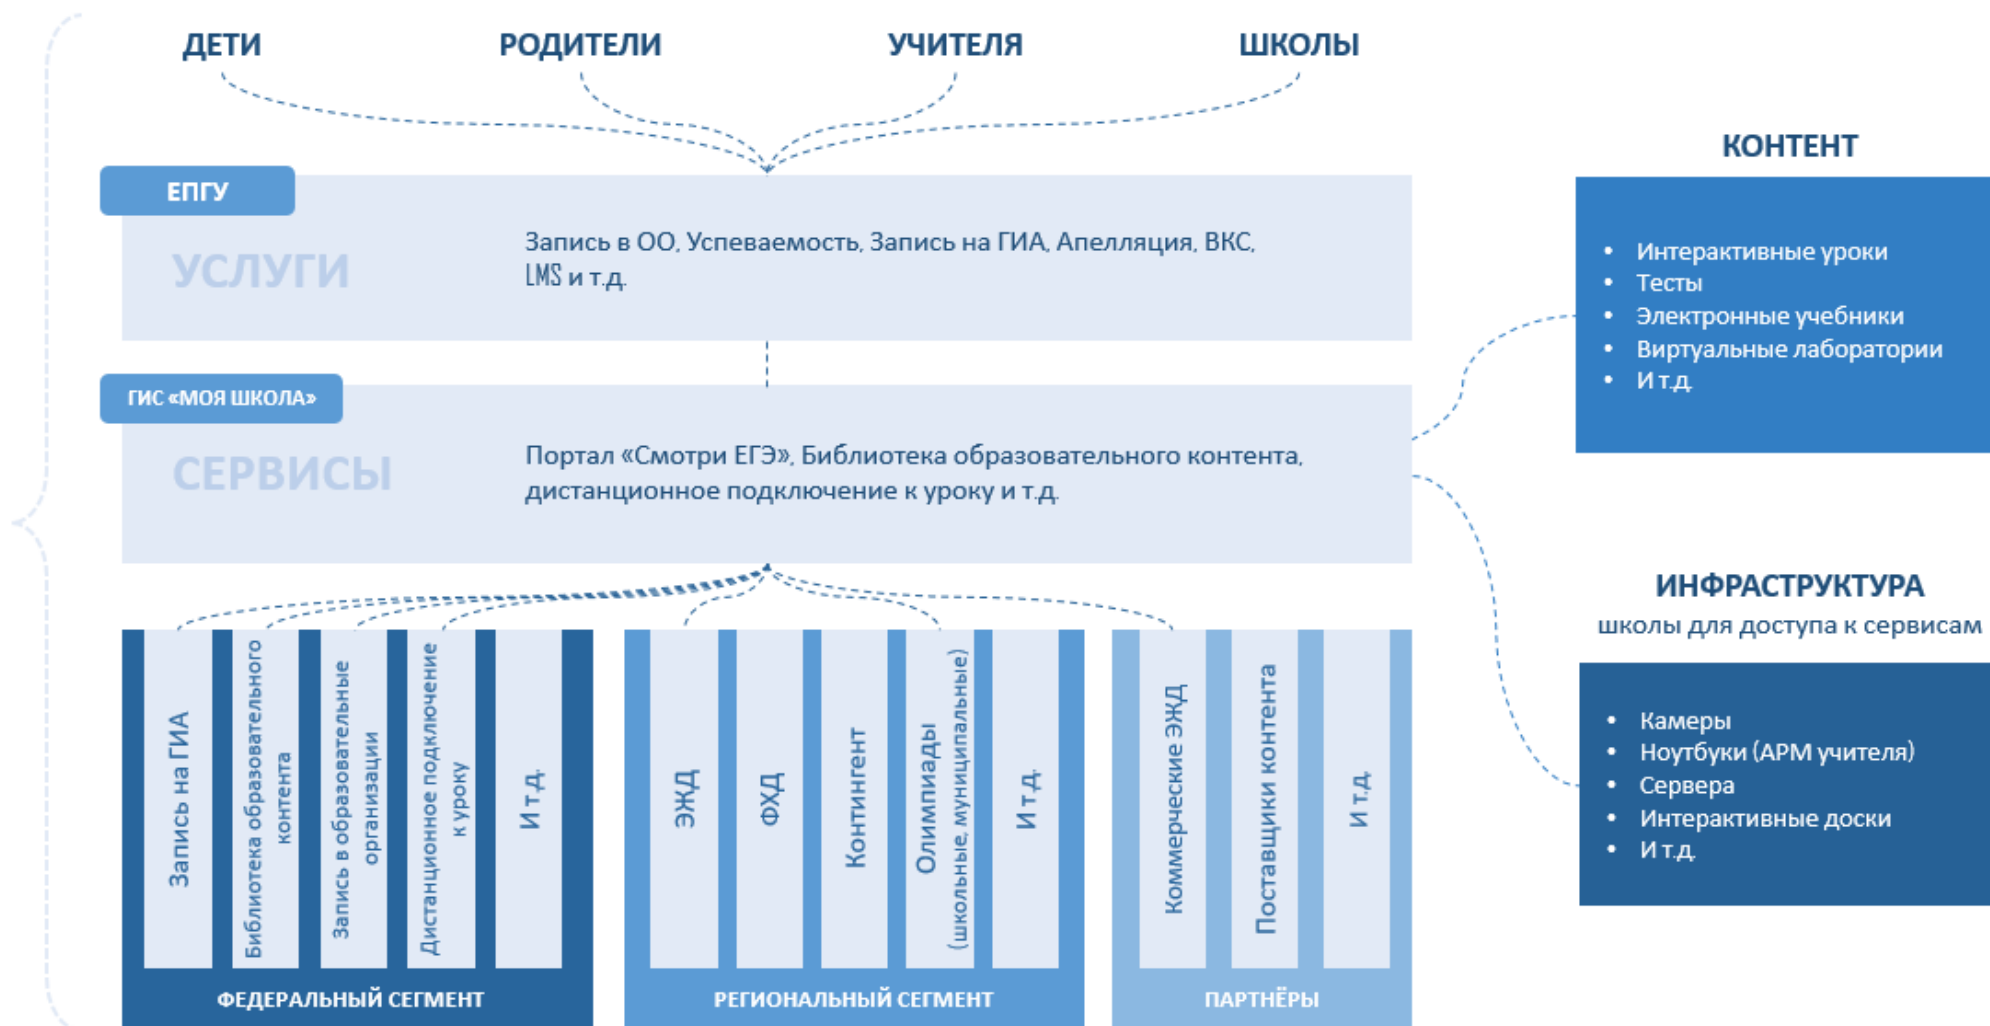 ДЕТИ
РОДИТЕЛИ
УЧИТЕЛЯ
ШКОЛЫ
ЕПГУ
УСЛУГИ
Запись в ОО, Успеваемость, Запись на ГИА, Апелляция, ВКС,
LMS и т.д.
ГИС «МОЯ ШКОЛА»
СЕРВИСЫ
Портал «Смотри ЕГЭ», Библиотека образовательного контента,
дистанционное подключение к уроку и т.д.
КОНТЕНТ
• Интерактивные уроки
• Тесты
• Электронные учебники
• Виртуальные лаборатории
• И т.д.
ИНФРАСТРУКТУРА
школы для доступа к сервисам
• Камеры
• Ноутбуки (АРМ учителя)
• Сервера
• Интерактивные доски
• И т.д.
Запись на ГИА
Библиотека образовательного
контента
Запись в образовательные
организации
Дистанционное подключение
к уроку
И т.д.
ФЕДЕРАЛЬНЫЙ СЕГМЕНТ
ЭЖД
ФХД
Контингент
Олимпиады
(школьные, муниципальные)
И т.д.
РЕГИОНАЛЬНЫЙ СЕГМЕНТ
Коммерческие ЭЖД
Поставщики контента
И т.д.
ПАРТНЁРЫ